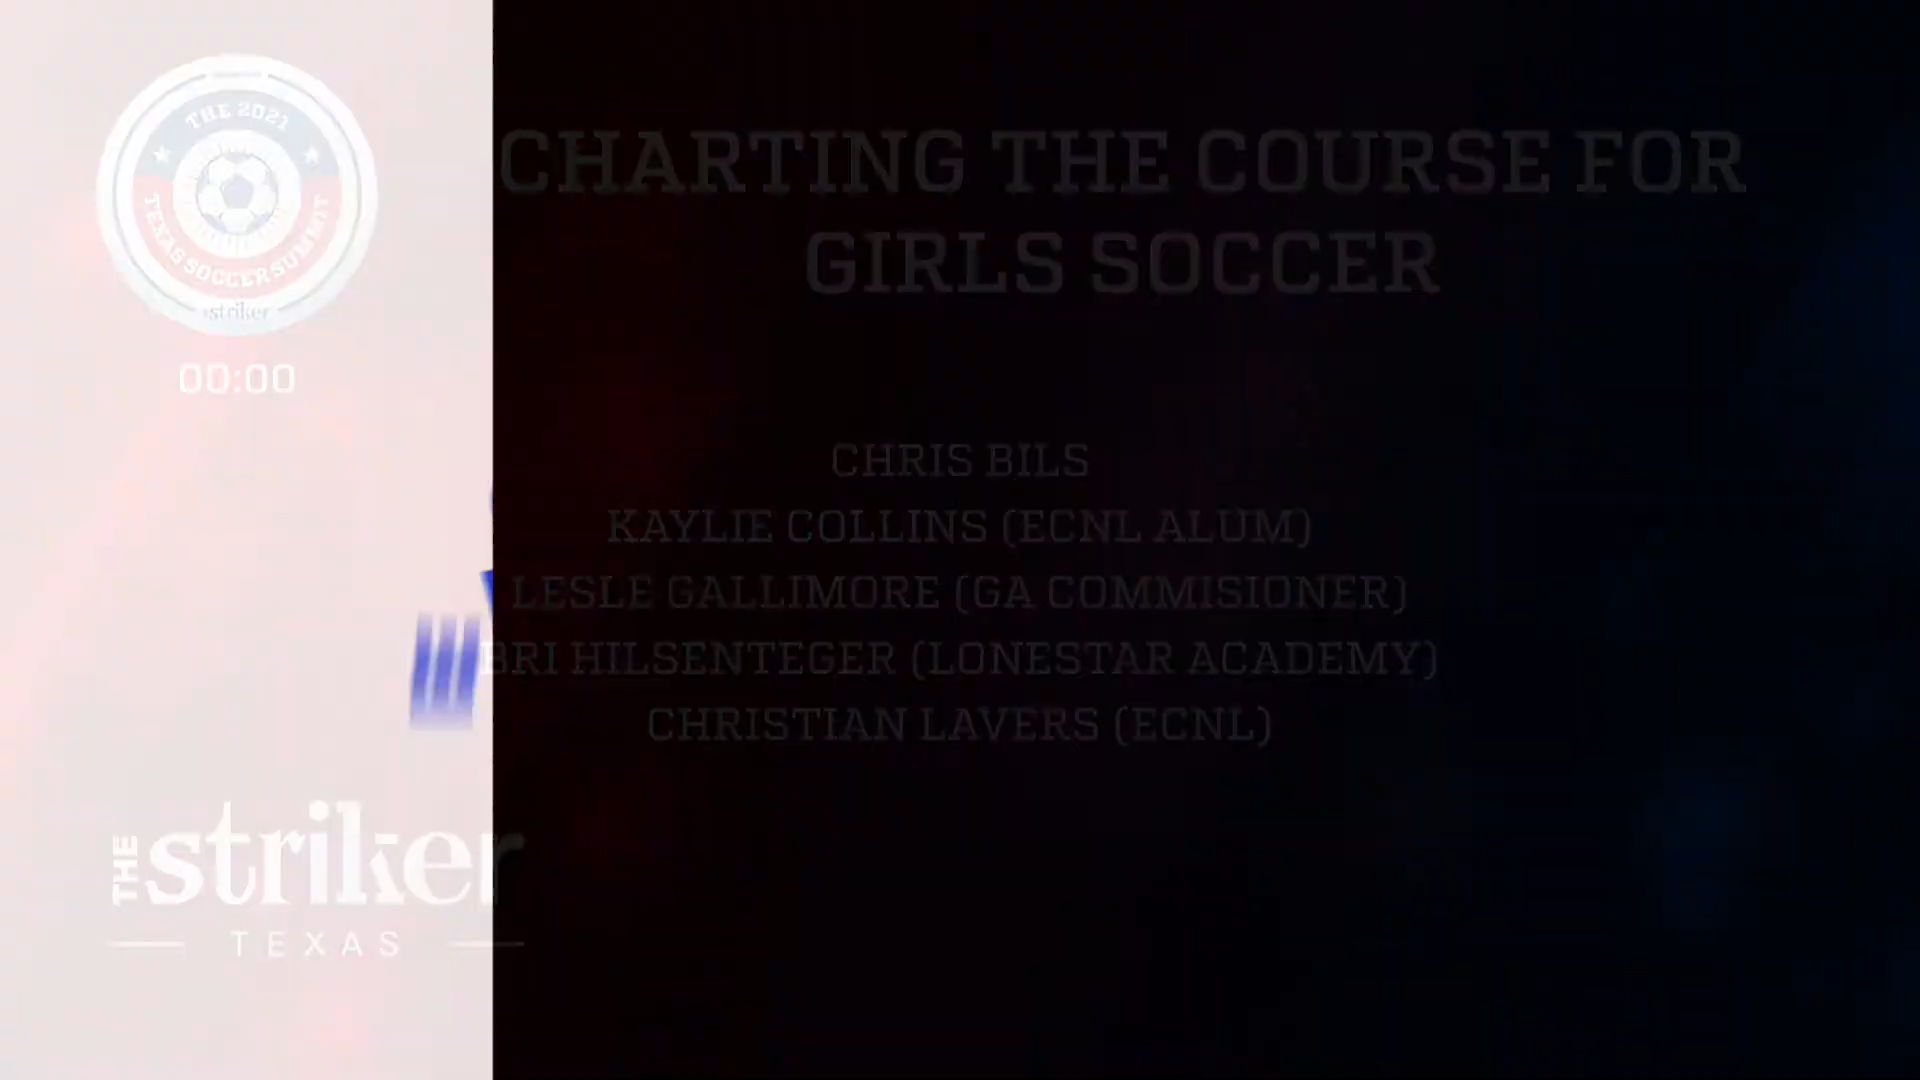 THE 2021
TEXAS SOCCER SUMMIT
striker
00:00
CHARTING THE COURSE FOR
GIRLS SOCCER
CHRIS BILS
KAYLIE COLLINS (ECNL ALUM)
LESLE GALLIMORE (GA COMMISIONER)
BRI HILSENTEGER (LONESTAR ACADEMY)
CHRISTIAN LAVERS (ECNL)
THE striker
TEXAS